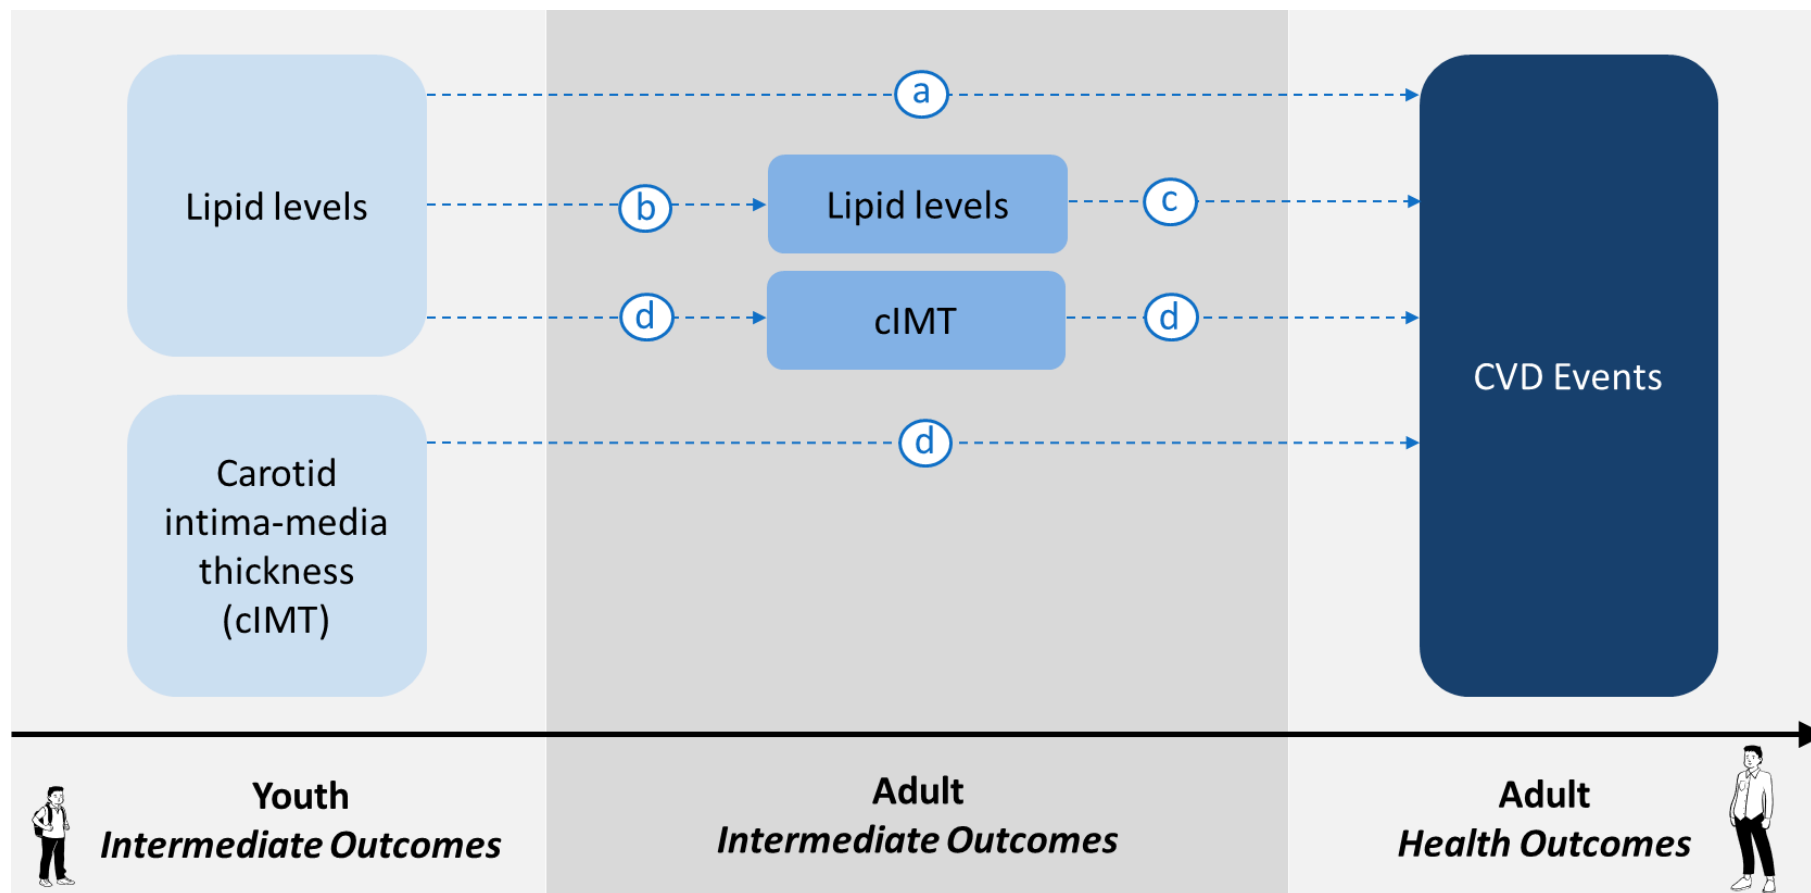 a
Lipid levels
b
Lipid levels
c
d
cIMT
d
CVD Events
d
Carotid
intima-media
thickness
(cIMT)
Youth
Intermediate Outcomes
Adult
Intermediate Outcomes
Adult
Health Outcomes